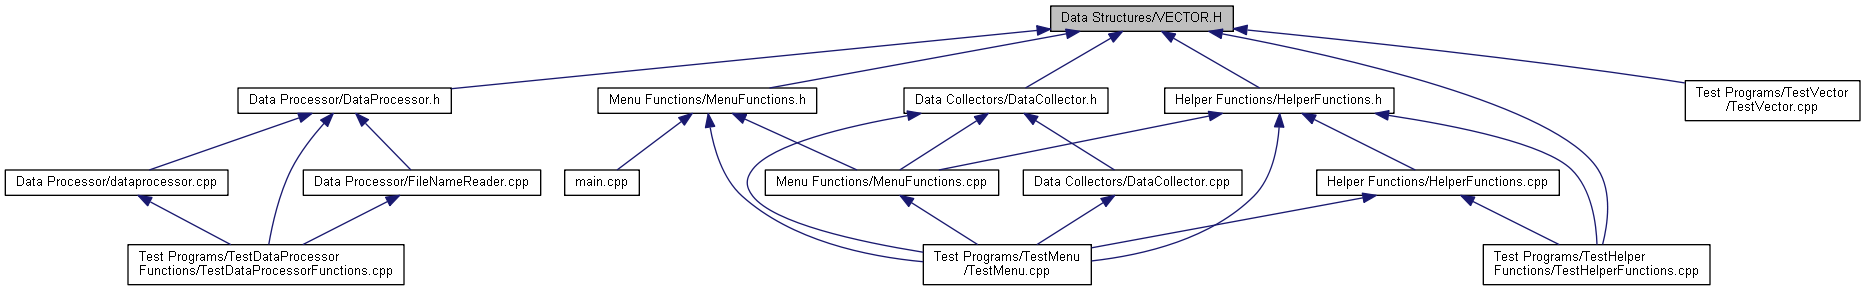 Data Structures/VECTOR.H
Data Processor/DataProcessor.h
Menu Functions/MenuFunctions.h
Data Collectors/DataCollector.h
Helper Functions/HelperFunctions.h
Test Programs/TestVector
/TestVector.cpp
Data Processor/dataprocessor.cpp
Data Processor/FileNameReader.cpp
main.cpp
Menu Functions/MenuFunctions.cpp
Data Collectors/DataCollector.cpp
Helper Functions/HelperFunctions.cpp
Test Programs/TestDataProcessor
Functions/TestDataProcessorFunctions.cpp
Test Programs/TestMenu
/TestMenu.cpp
Test Programs/TestHelper
Functions/TestHelperFunctions.cpp